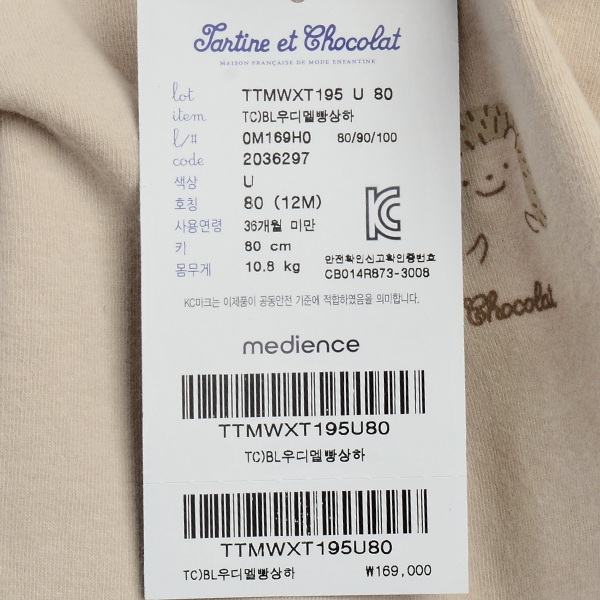 Tartine et Chocolat
MAISON FRANÇAISE DE MODE ENFANTINE
lot TTMWXT195 U 80
item TC)BL우디멜빵상하
l/# 0M169H0 80/90/100
code 2036297
색상 U
호칭 80 (12M)
사용연령 36개월 미만
키 80 cm
몸무게 10.8 kg
안전확인신고확인증번호
CB014R873-3008
KC마크는 이제품이 공통안전 기준에 적합하였음을 의미합니다.
medience
TTMWXT195U80
TC)BL우디멜빵상하
TTMWXT195U80
TC)BL우디멜빵상하 ₩169,000
Chocolat